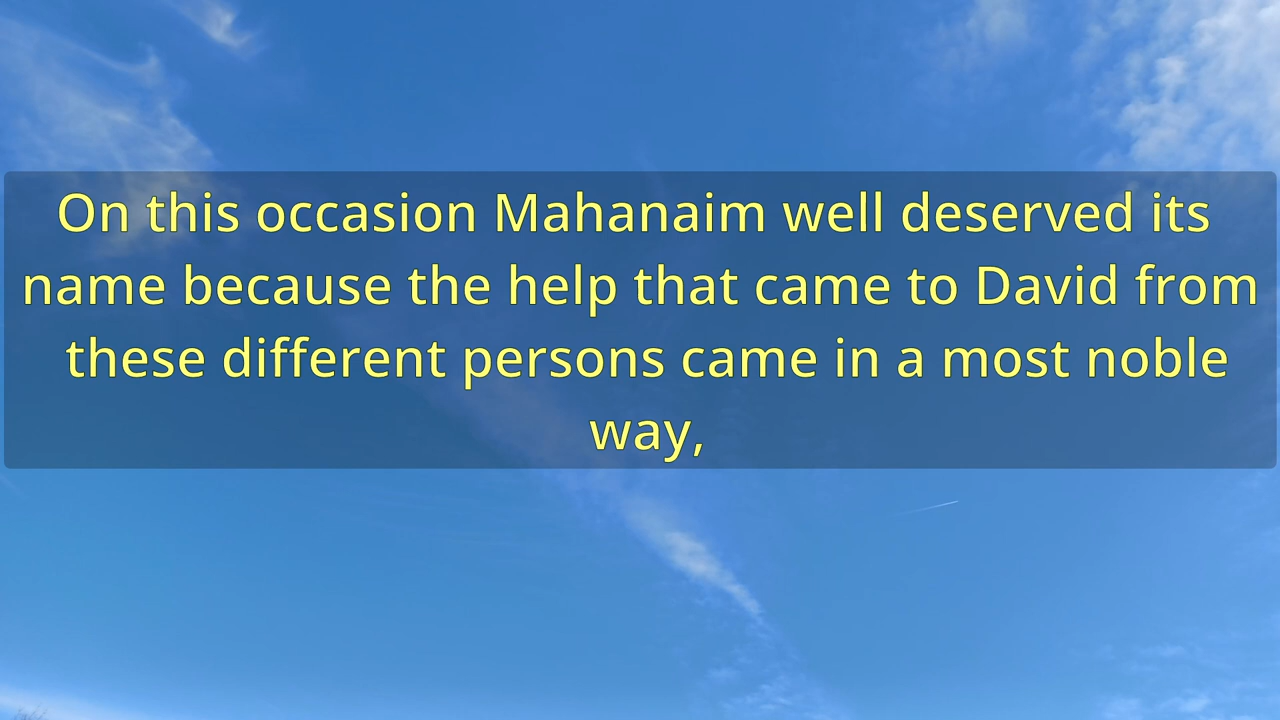 On this occasion Mahanaim well deserved its
name because the help that came to David from
these different persons came in a most noble
way,